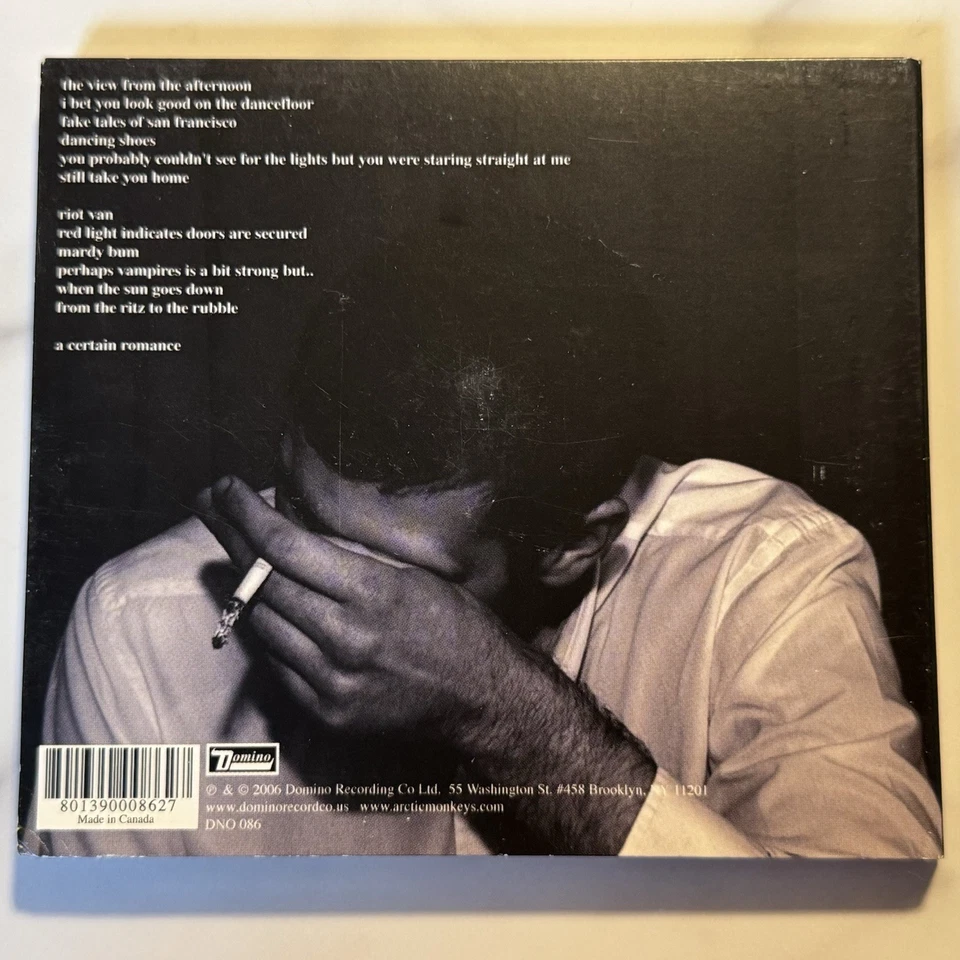 the view from the afternoon
i bet you look good on the dancefloor
fake tales of san francisco
dancing shoes
you probably couldn't see for the lights but you were staring straight at me
still take you home
riot van
red light indicates doors are secured
mardy bum
perhaps vampires is a bit strong but..
when the sun goes down
from the ritz to the rubble
a certain romance
Domino
801390008627
Made in Canada
℗ & © 2006 Domino Recording Co Ltd. 55 Washington St. #458 Brooklyn, NY 11201
www.dominorecordco.us www.arcticmonkeys.com
DNO 086